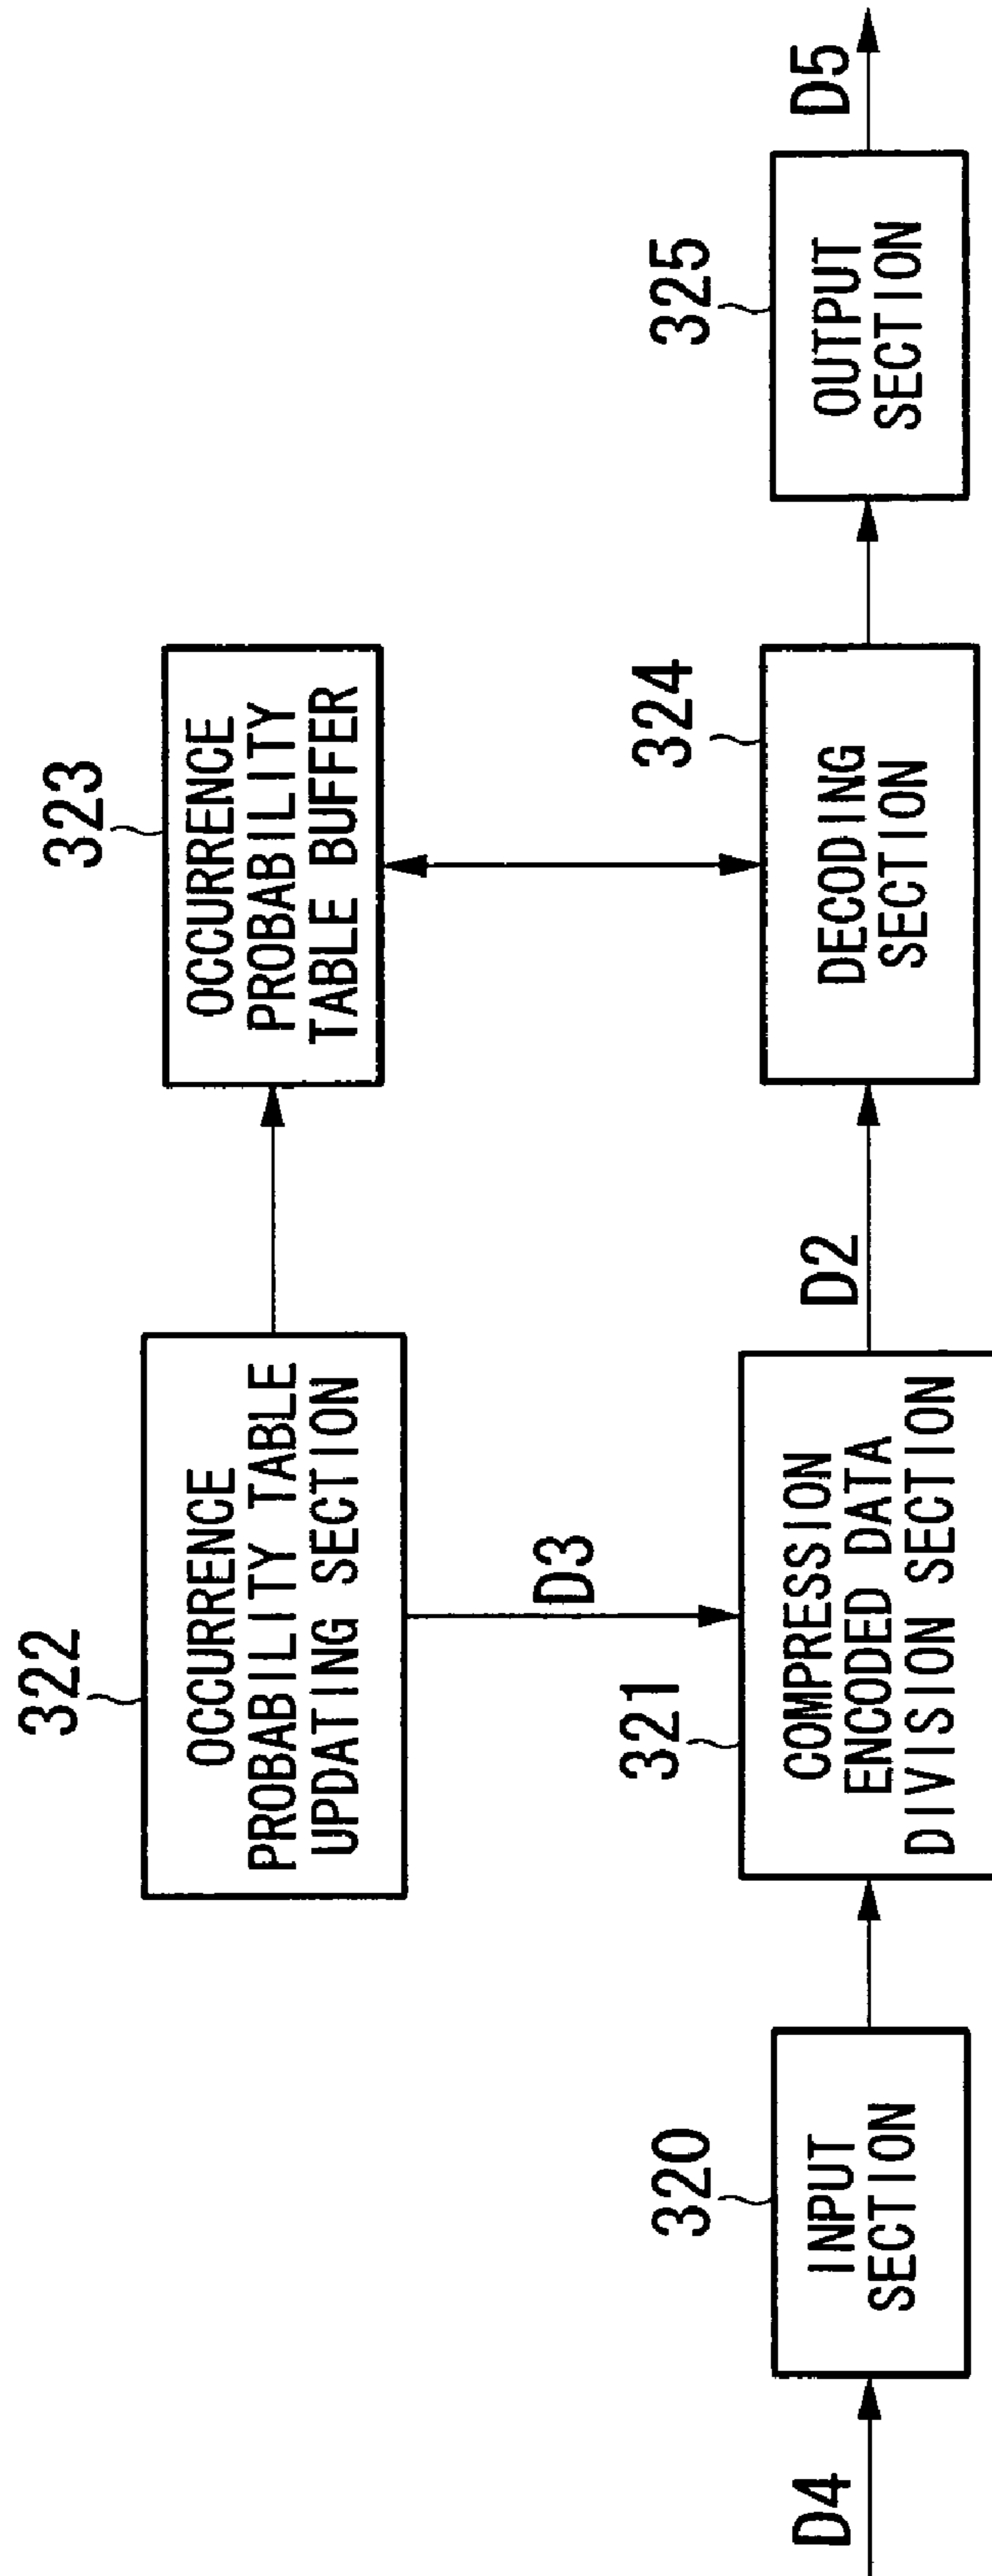 322
OCCURRENCE
PROBABILITY TABLE
UPDATING SECTION
323
OCCURRENCE
PROBABILITY
TABLE BUFFER
D3
D4
320
INPUT
SECTION
321
COMPRESSION
ENCODED DATA
DIVISION SECTION
D2
324
DECODING
SECTION
325
OUTPUT
SECTION
D5